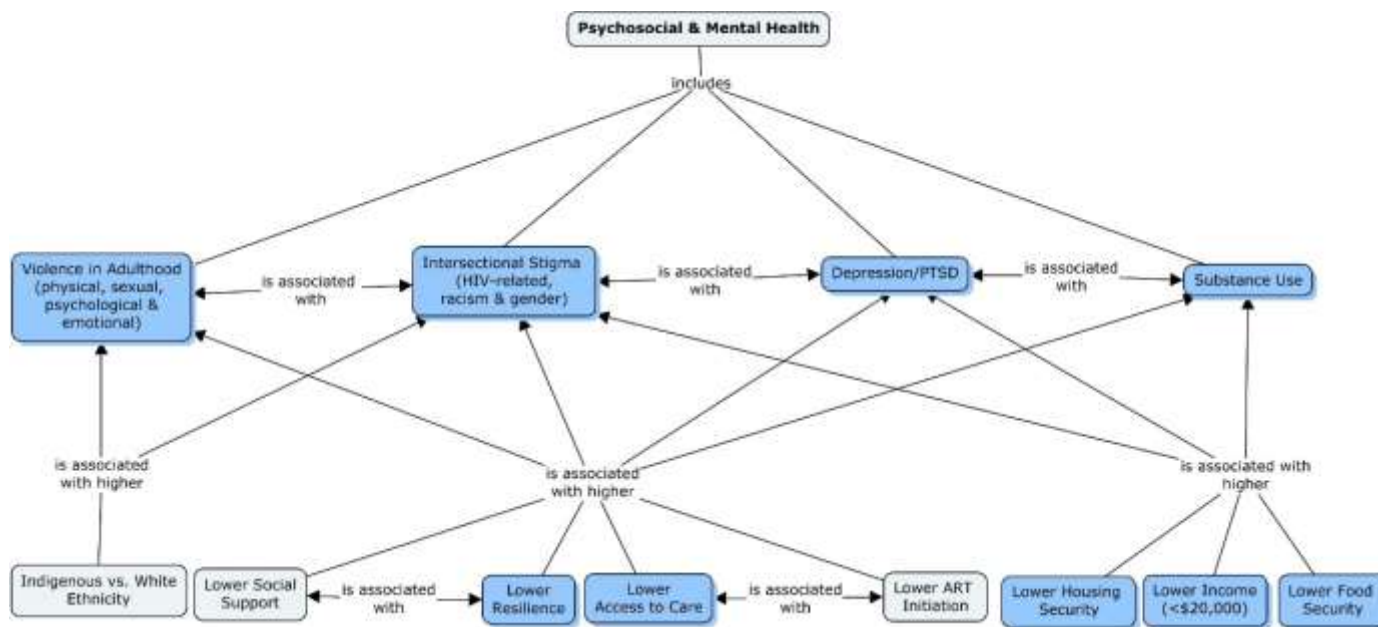 Psychosocial & Mental Health
includes
Violence in Adulthood
(physical, sexual,
psychological &
emotional)
is associated
with
Intersectional Stigma
(HIV-related,
racism & gender)
is associated
with
Depression/PTSD
is associated
with
Substance Use
is associated
with higher
is associated
with higher
is associated with
higher
Indigenous vs. White
Ethnicity
Lower Social
Support
is associated
with
Lower
Resilience
Lower
Access to Care
is associated
with
Lower ART
Initiation
Lower Housing
Security
Lower Income
(<$20,000)
Lower Food
Security